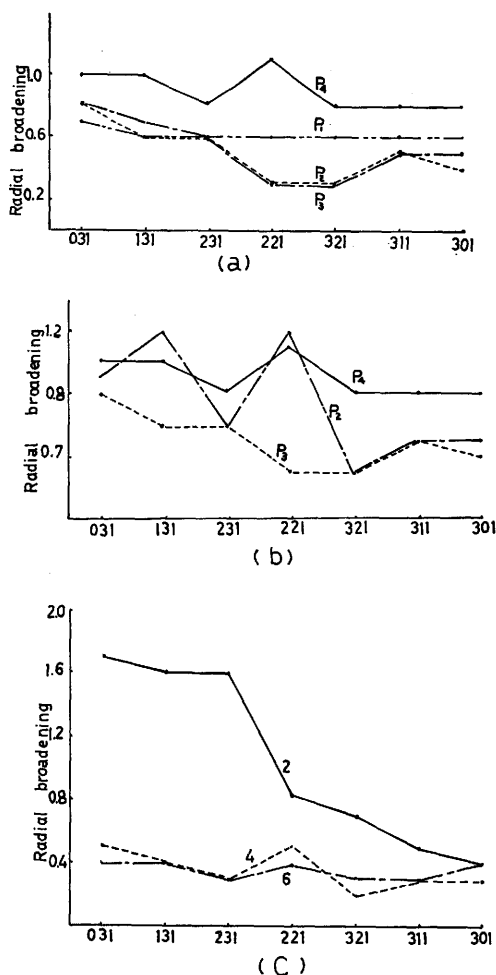 Radial broadening
1.0
0.6
0.2
P4
P1
P2
P3
031 131 231 221 321 311 301
(a)
Radial broadening
1.2
0.8
0.7
P4
P2
P3
031 131 231 221 321 311 301
(b)
Radial broadening
2.0
1.6
1.2
0.8
0.4
2
4
6
031 131 231 221 321 311 301
(C)